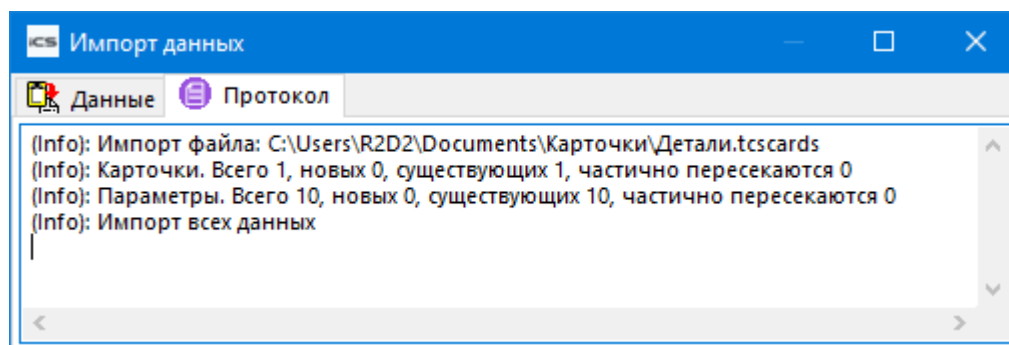 iCS Импорт данных
Данные Протокол
(Info): Импорт файла: C:\Users\R2D2\Documents\Карточки\Детали.tcscards
(Info): Карточки. Всего 1, новых 0, существующих 1, частично пересекаются 0
(Info): Параметры. Всего 10, новых 0, существующих 10, частично пересекаются 0
(Info): Импорт всех данных